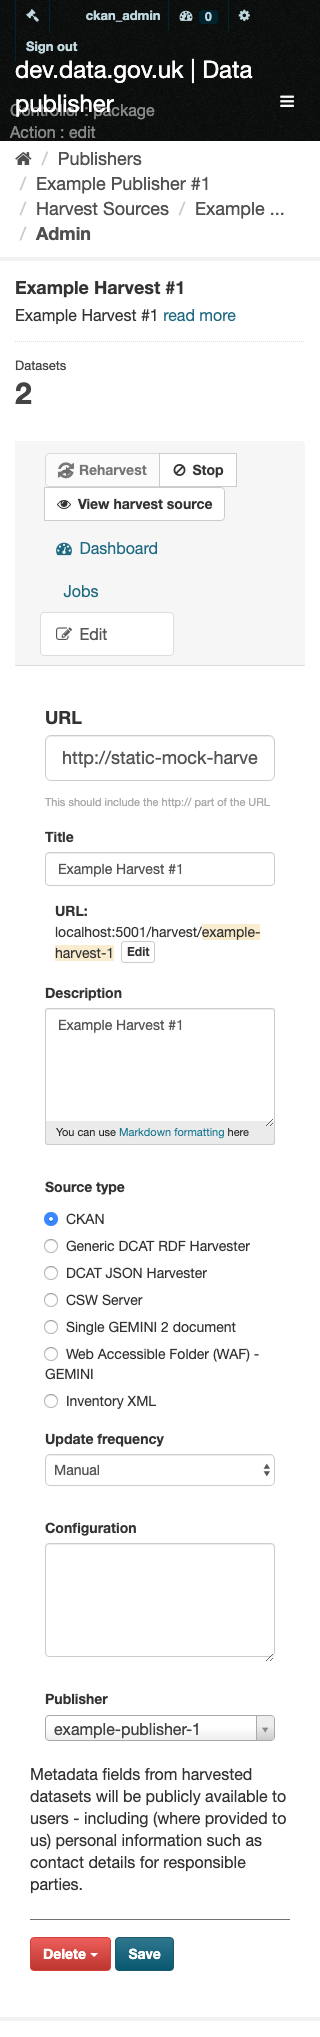 ckan_admin 0
Sign out
dev.data.gov.uk | Data
publisher
Controller : package
Action : edit
/ Publishers
/ Example Publisher #1
/ Harvest Sources / Example ...
/ Admin
Example Harvest #1
Example Harvest #1 read more
Datasets
2
Reharvest Stop
View harvest source
Dashboard
Jobs
Edit
URL
http://static-mock-harve
This should include the http:// part of the URL
Title
Example Harvest #1
URL:
localhost:5001/harvest/example-
harvest-1 Edit
Description
Example Harvest #1
You can use Markdown formatting here
Source type
CKAN
Generic DCAT RDF Harvester
DCAT JSON Harvester
CSW Server
Single GEMINI 2 document
Web Accessible Folder (WAF) -
GEMINI
Inventory XML
Update frequency
Manual
Configuration
Publisher
example-publisher-1
Metadata fields from harvested
datasets will be publicly available to
users - including (where provided to
us) personal information such as
contact details for responsible
parties.
Delete Save